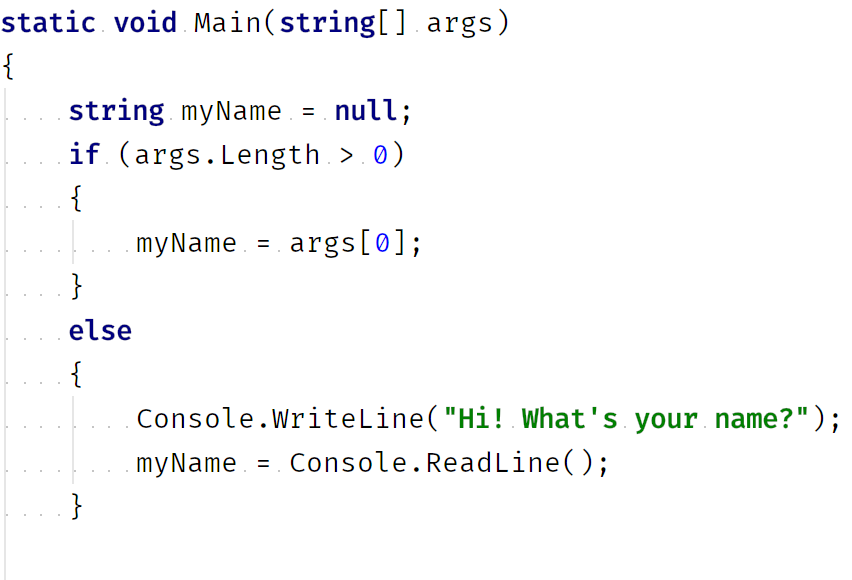 static void Main(string[] args)
{
    string myName = null;
    if (args.Length > 0)
    {
        myName = args[0];
    }
    else
    {
        Console.WriteLine("Hi! What's your name?");
        myName = Console.ReadLine();
    }